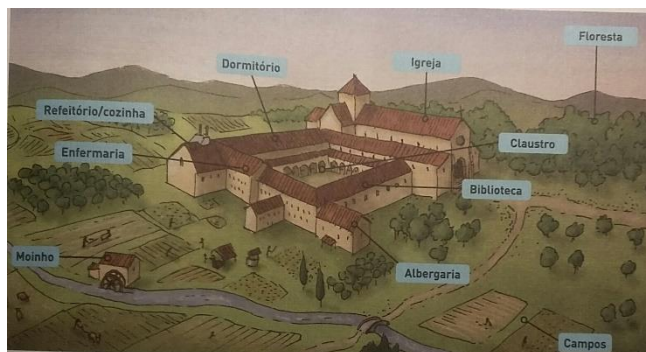 Floresta
Igreja
Dormitório
Refeitório/cozinha
Claustro
Enfermaria
Biblioteca
Moinho
Albergaria
Campos